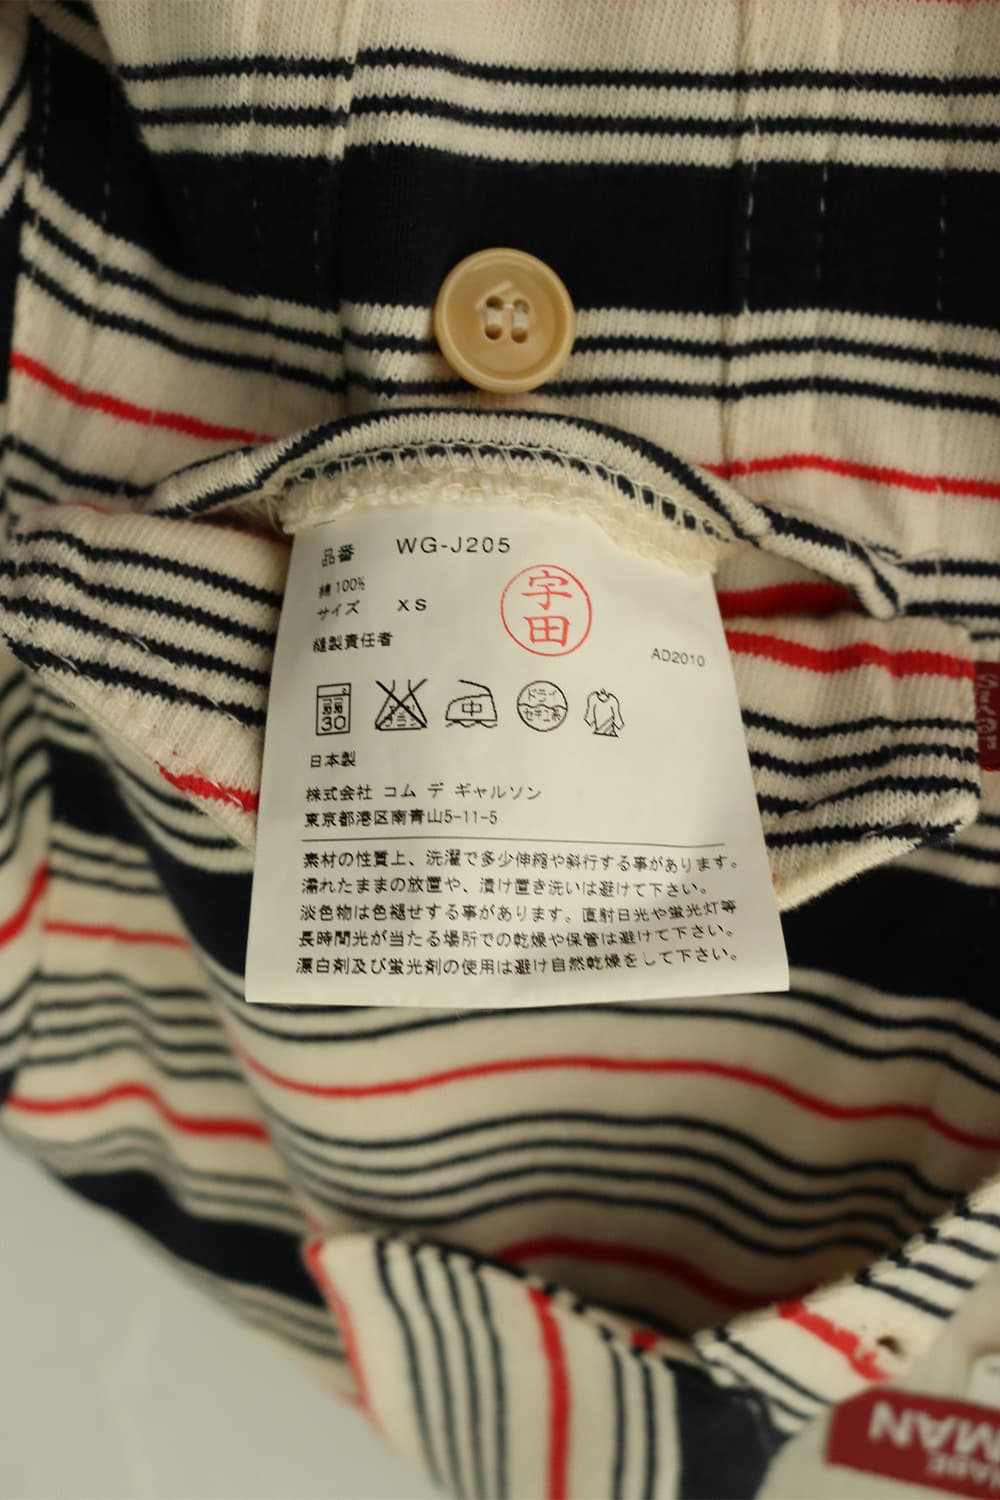 品番 WG-J205
綿 100%
サイズ XS
宇田
縫製責任者
AD2010
30
中
ドライ
セキユ系
日本製
株式会社 コム デ ギャルソン
東京都港区南青山5-11-5
素材の性質上、洗濯で多少伸縮や斜行する事があります。
濡れたままの放置や、漬け置き洗いは避けて下さい。
淡色物は色褪せする事があります。直射日光や蛍光灯等
長時間光が当たる場所での乾燥や保管は避けて下さい。
漂白剤及び蛍光剤の使用は避け自然乾燥をして下さい。
MAN